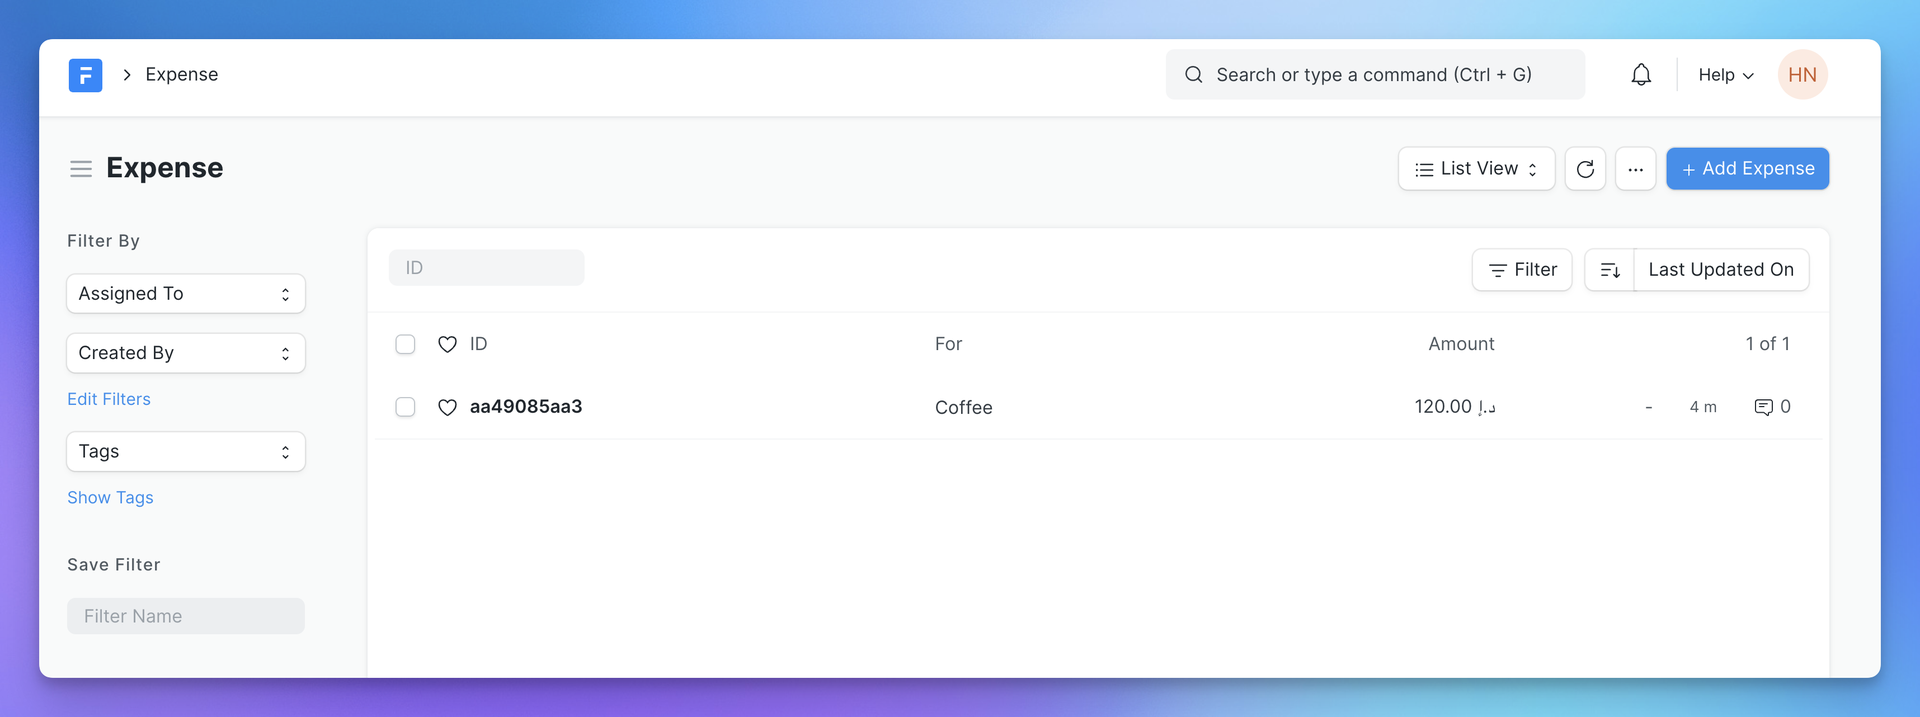 F
Expense
Search or type a command (Ctrl + G)
Help
HN
Expense
List View
...
+ Add Expense
Filter By
Assigned To
Created By
Edit Filters
Tags
Show Tags
Save Filter
Filter Name
ID
Filter
Last Updated On
ID For Amount 1 of 1
aa49085aa3 Coffee 120.00 د.إ - 4 m 0